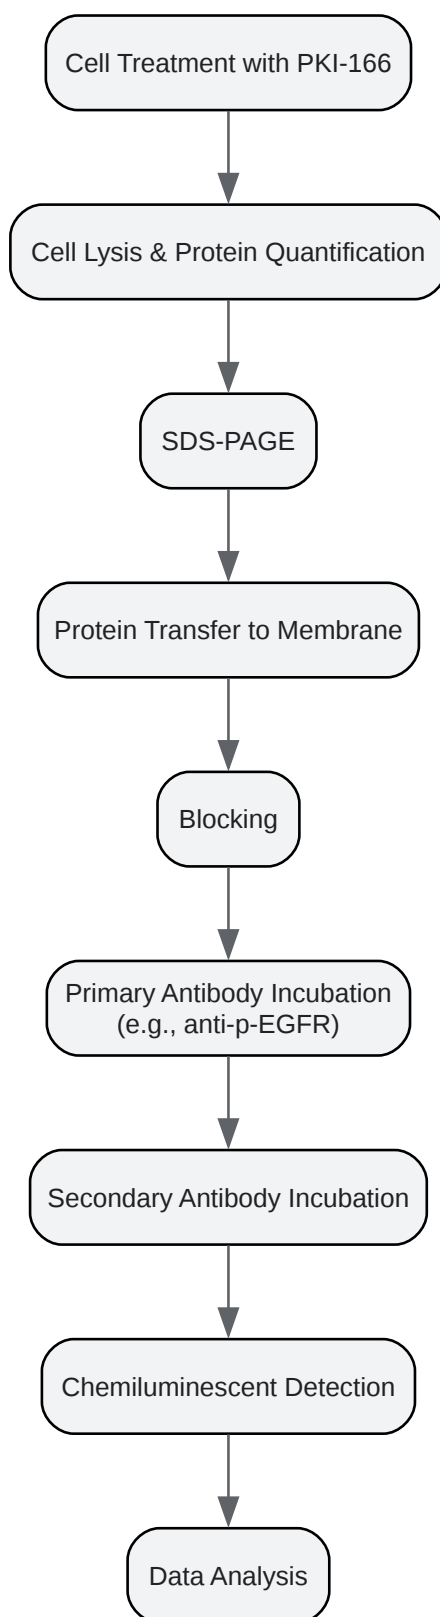 Cell Treatment with PKI-166
Cell Lysis & Protein Quantification
SDS-PAGE
Protein Transfer to Membrane
Blocking
Primary Antibody Incubation
(e.g., anti-p-EGFR)
Secondary Antibody Incubation
Chemiluminescent Detection
Data Analysis